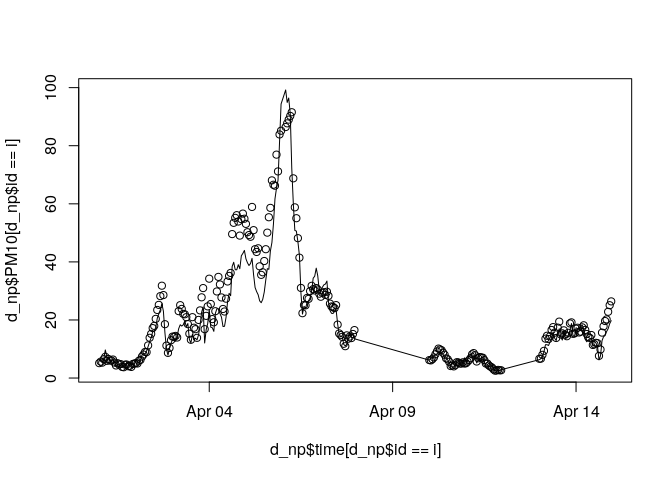 100
80
60
40
20
0
d_np$PM10[d_np$id == i]
Apr 04 Apr 09 Apr 14
d_np$time[d_np$id == i]